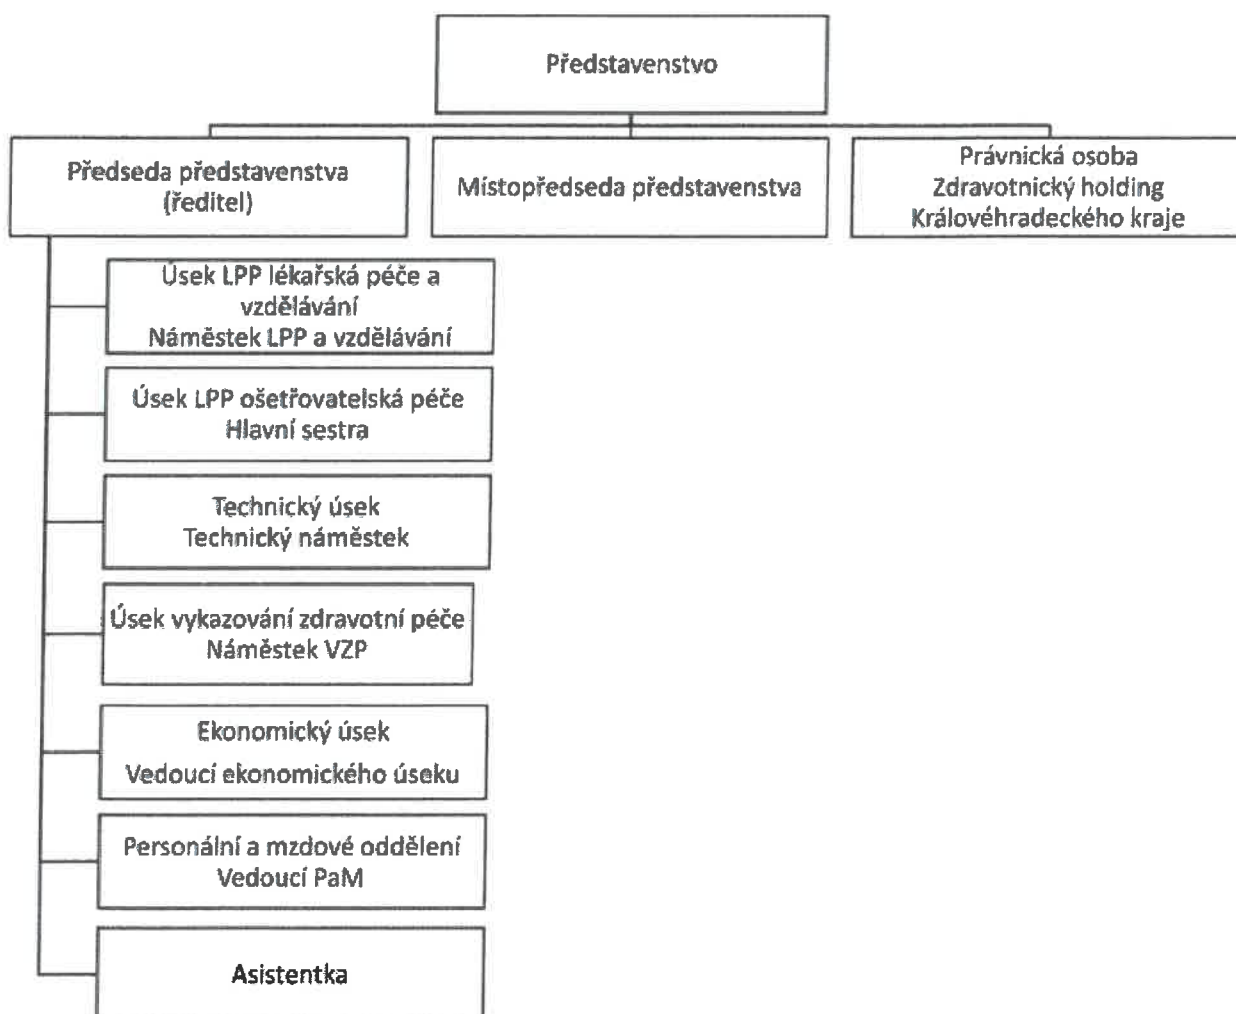 Představenstvo
Předseda představenstva
(ředitel)
Místopředseda představenstva
Právnická osoba
Zdravotnický holding
Královéhradeckého kraje
Úsek LPP lékařská péče a
vzdělávání
Náměstek LPP a vzdělávání
Úsek LPP ošetřovatelská péče
Hlavní sestra
Technický úsek
Technický náměstek
Úsek vykazování zdravotní péče
Náměstek VZP
Ekonomický úsek
Vedoucí ekonomického úseku
Personální a mzdové oddělení
Vedoucí PaM
Asistentka